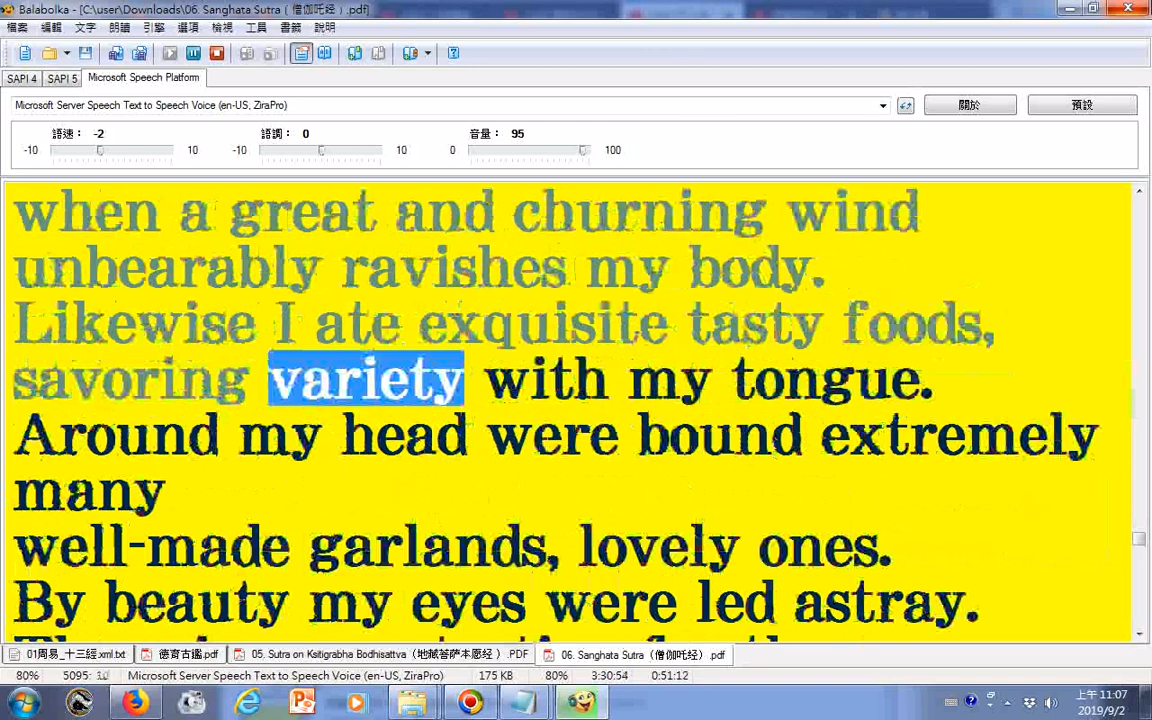 Balabolka - [C:\user\Downloads\06. Sanghata Sutra（僧伽吒经）.pdf]
檔案 編輯 文字 朗讀 引擎 選項 檢視 工具 書籤 說明
SAPI 4 SAPI 5 Microsoft Speech Platform
Microsoft Server Speech Text to Speech Voice (en-US, ZiraPro) 關於 預設
語速： -2 語調： 0 音量： 95
-10 10 -10 10 0 100
when a great and churning wind
unbearably ravishes my body.
Likewise I ate exquisite tasty foods,
savoring variety with my tongue.
Around my head were bound extremely
many
well-made garlands, lovely ones.
By beauty my eyes were led astray.
01周易_十三經.xml.txt 德育古鑑.pdf 05. Sutra on Ksitigrabha Bodhisattva（地藏菩萨本愿经）.PDF 06. Sanghata Sutra（僧伽吒经）.pdf
80% 5095: Microsoft Server Speech Text to Speech Voice (en-US, ZiraPro) 175 KB 80% 3:30:54 0:51:12
上午 11:07
2019/9/2